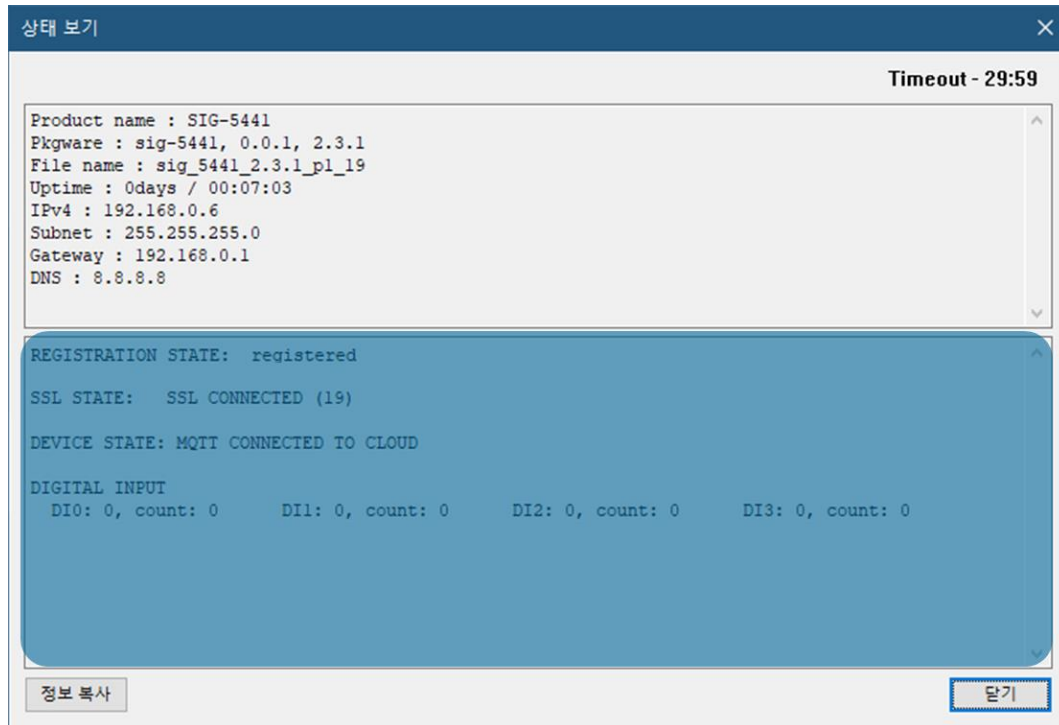 상태 보기
Timeout - 29:59
Product name : SIG-5441
Pkgware : sig-5441, 0.0.1, 2.3.1
File name : sig_5441_2.3.1_p1_19
Uptime : 0days / 00:07:03
IPv4 : 192.168.0.6
Subnet : 255.255.255.0
Gateway : 192.168.0.1
DNS : 8.8.8.8
REGISTRATION STATE: registered
SSL STATE: SSL CONNECTED (19)
DEVICE STATE: MQTT CONNECTED TO CLOUD
DIGITAL INPUT
DI0: 0, count: 0 DI1: 0, count: 0 DI2: 0, count: 0 DI3: 0, count: 0
정보 복사 닫기